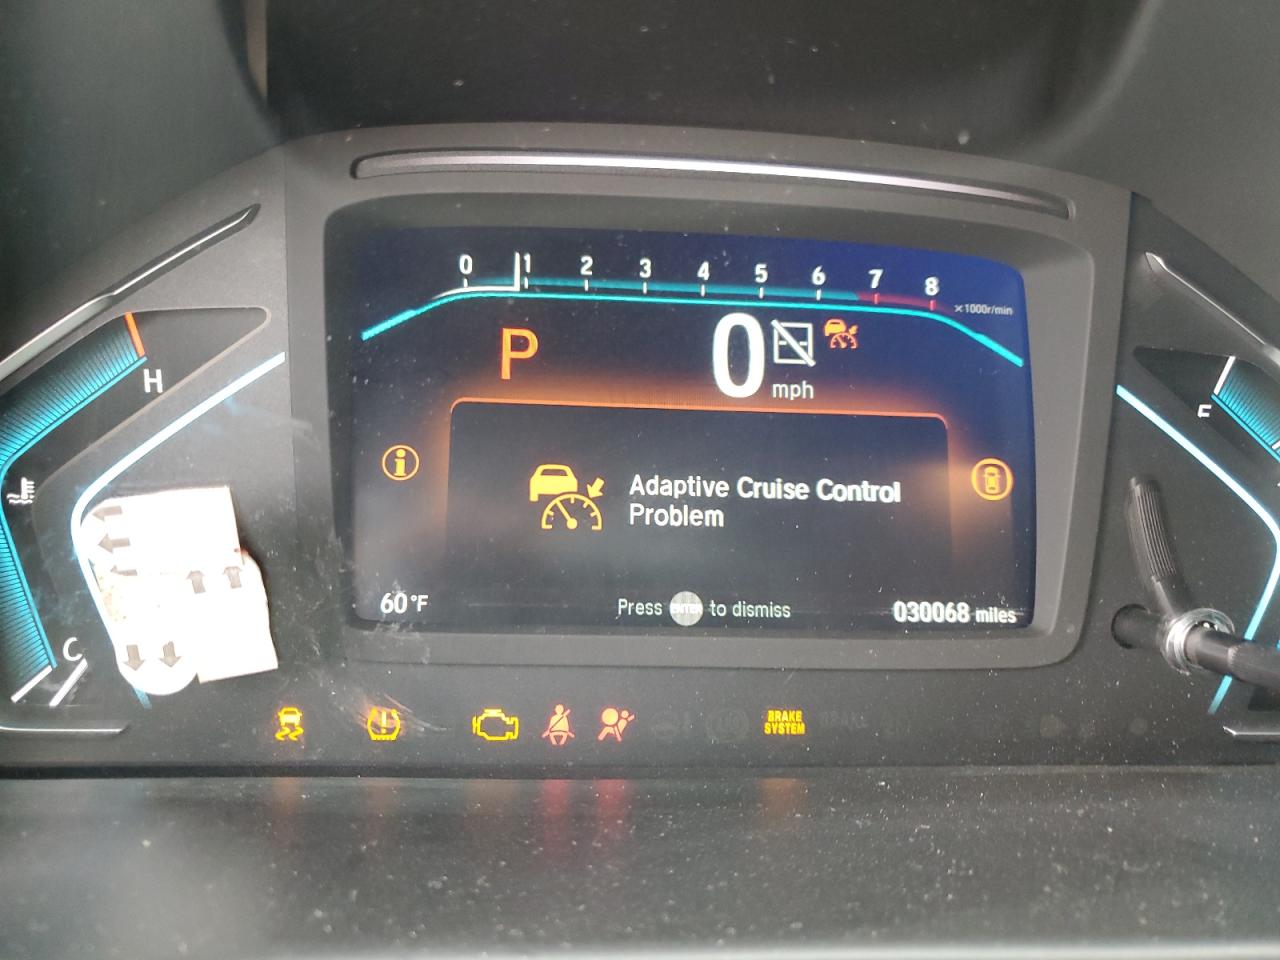 0 1 2 3 4 5 6 7 8
×1000r/min
P 0 mph
H
F
Adaptive Cruise Control
Problem
C
60°F
Press ENTER to dismiss
030068 miles
BRAKE
SYSTEM